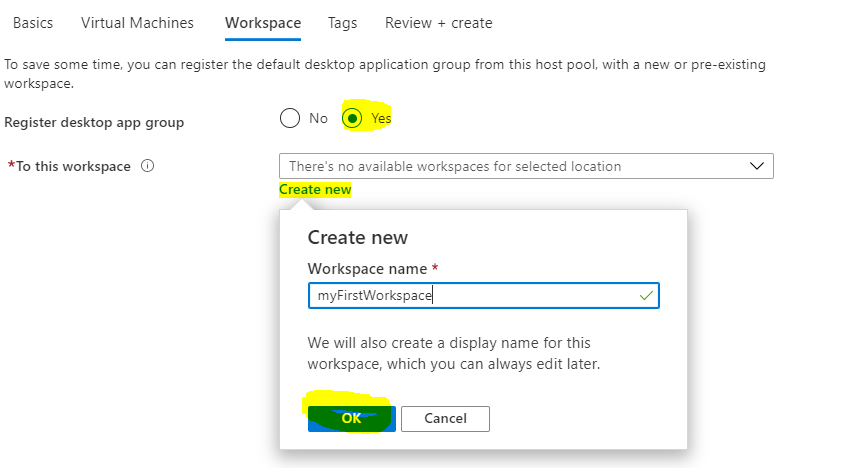 Basics Virtual Machines Workspace Tags Review + create
To save some time, you can register the default desktop application group from this host pool, with a new or pre-existing
workspace.
Register desktop app group No Yes
*To this workspace There's no available workspaces for selected location
Create new
Create new
Workspace name *
myFirstWorkspace
We will also create a display name for this
workspace, which you can always edit later.
OK Cancel